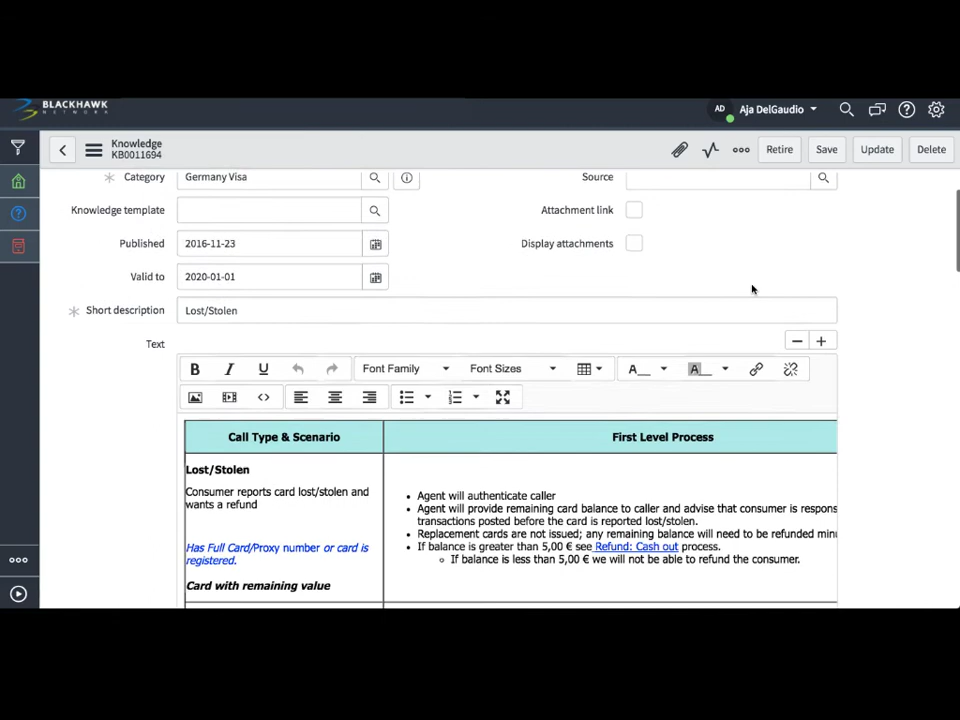 BLACKHAWK
NETWORK
AD
Aja DelGaudio
Knowledge
KB0011694
Retire
Save
Update
Delete
Category
Germany Visa
Source
Knowledge template
Attachment link
Published
2016-11-23
Display attachments
Valid to
2020-01-01
Short description
Lost/Stolen
Text
B I U
Font Family
Font Sizes
A
A
Call Type & Scenario
First Level Process
Lost/Stolen
Consumer reports card lost/stolen and
wants a refund
Has Full Card/Proxy number or card is
registered.
Card with remaining value
• Agent will authenticate caller
• Agent will provide remaining card balance to caller and advise that consumer is respons
transactions posted before the card is reported lost/stolen.
• Replacement cards are not issued; any remaining balance will need to be refunded minu
• If balance is greater than 5,00 € see Refund: Cash out process.
If balance is less than 5,00 € we will not be able to refund the consumer.